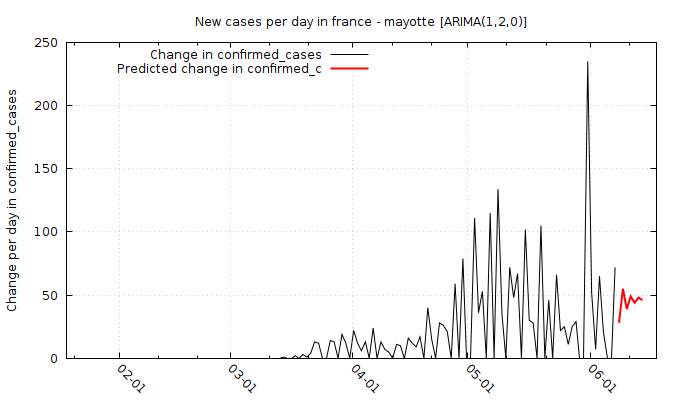 New cases per day in france - mayotte [ARIMA(1,2,0)]
Change in confirmed_cases
Predicted change in confirmed_c
Change per day in confirmed_cases
250
200
150
100
50
0
02-01
03-01
04-01
05-01
06-01